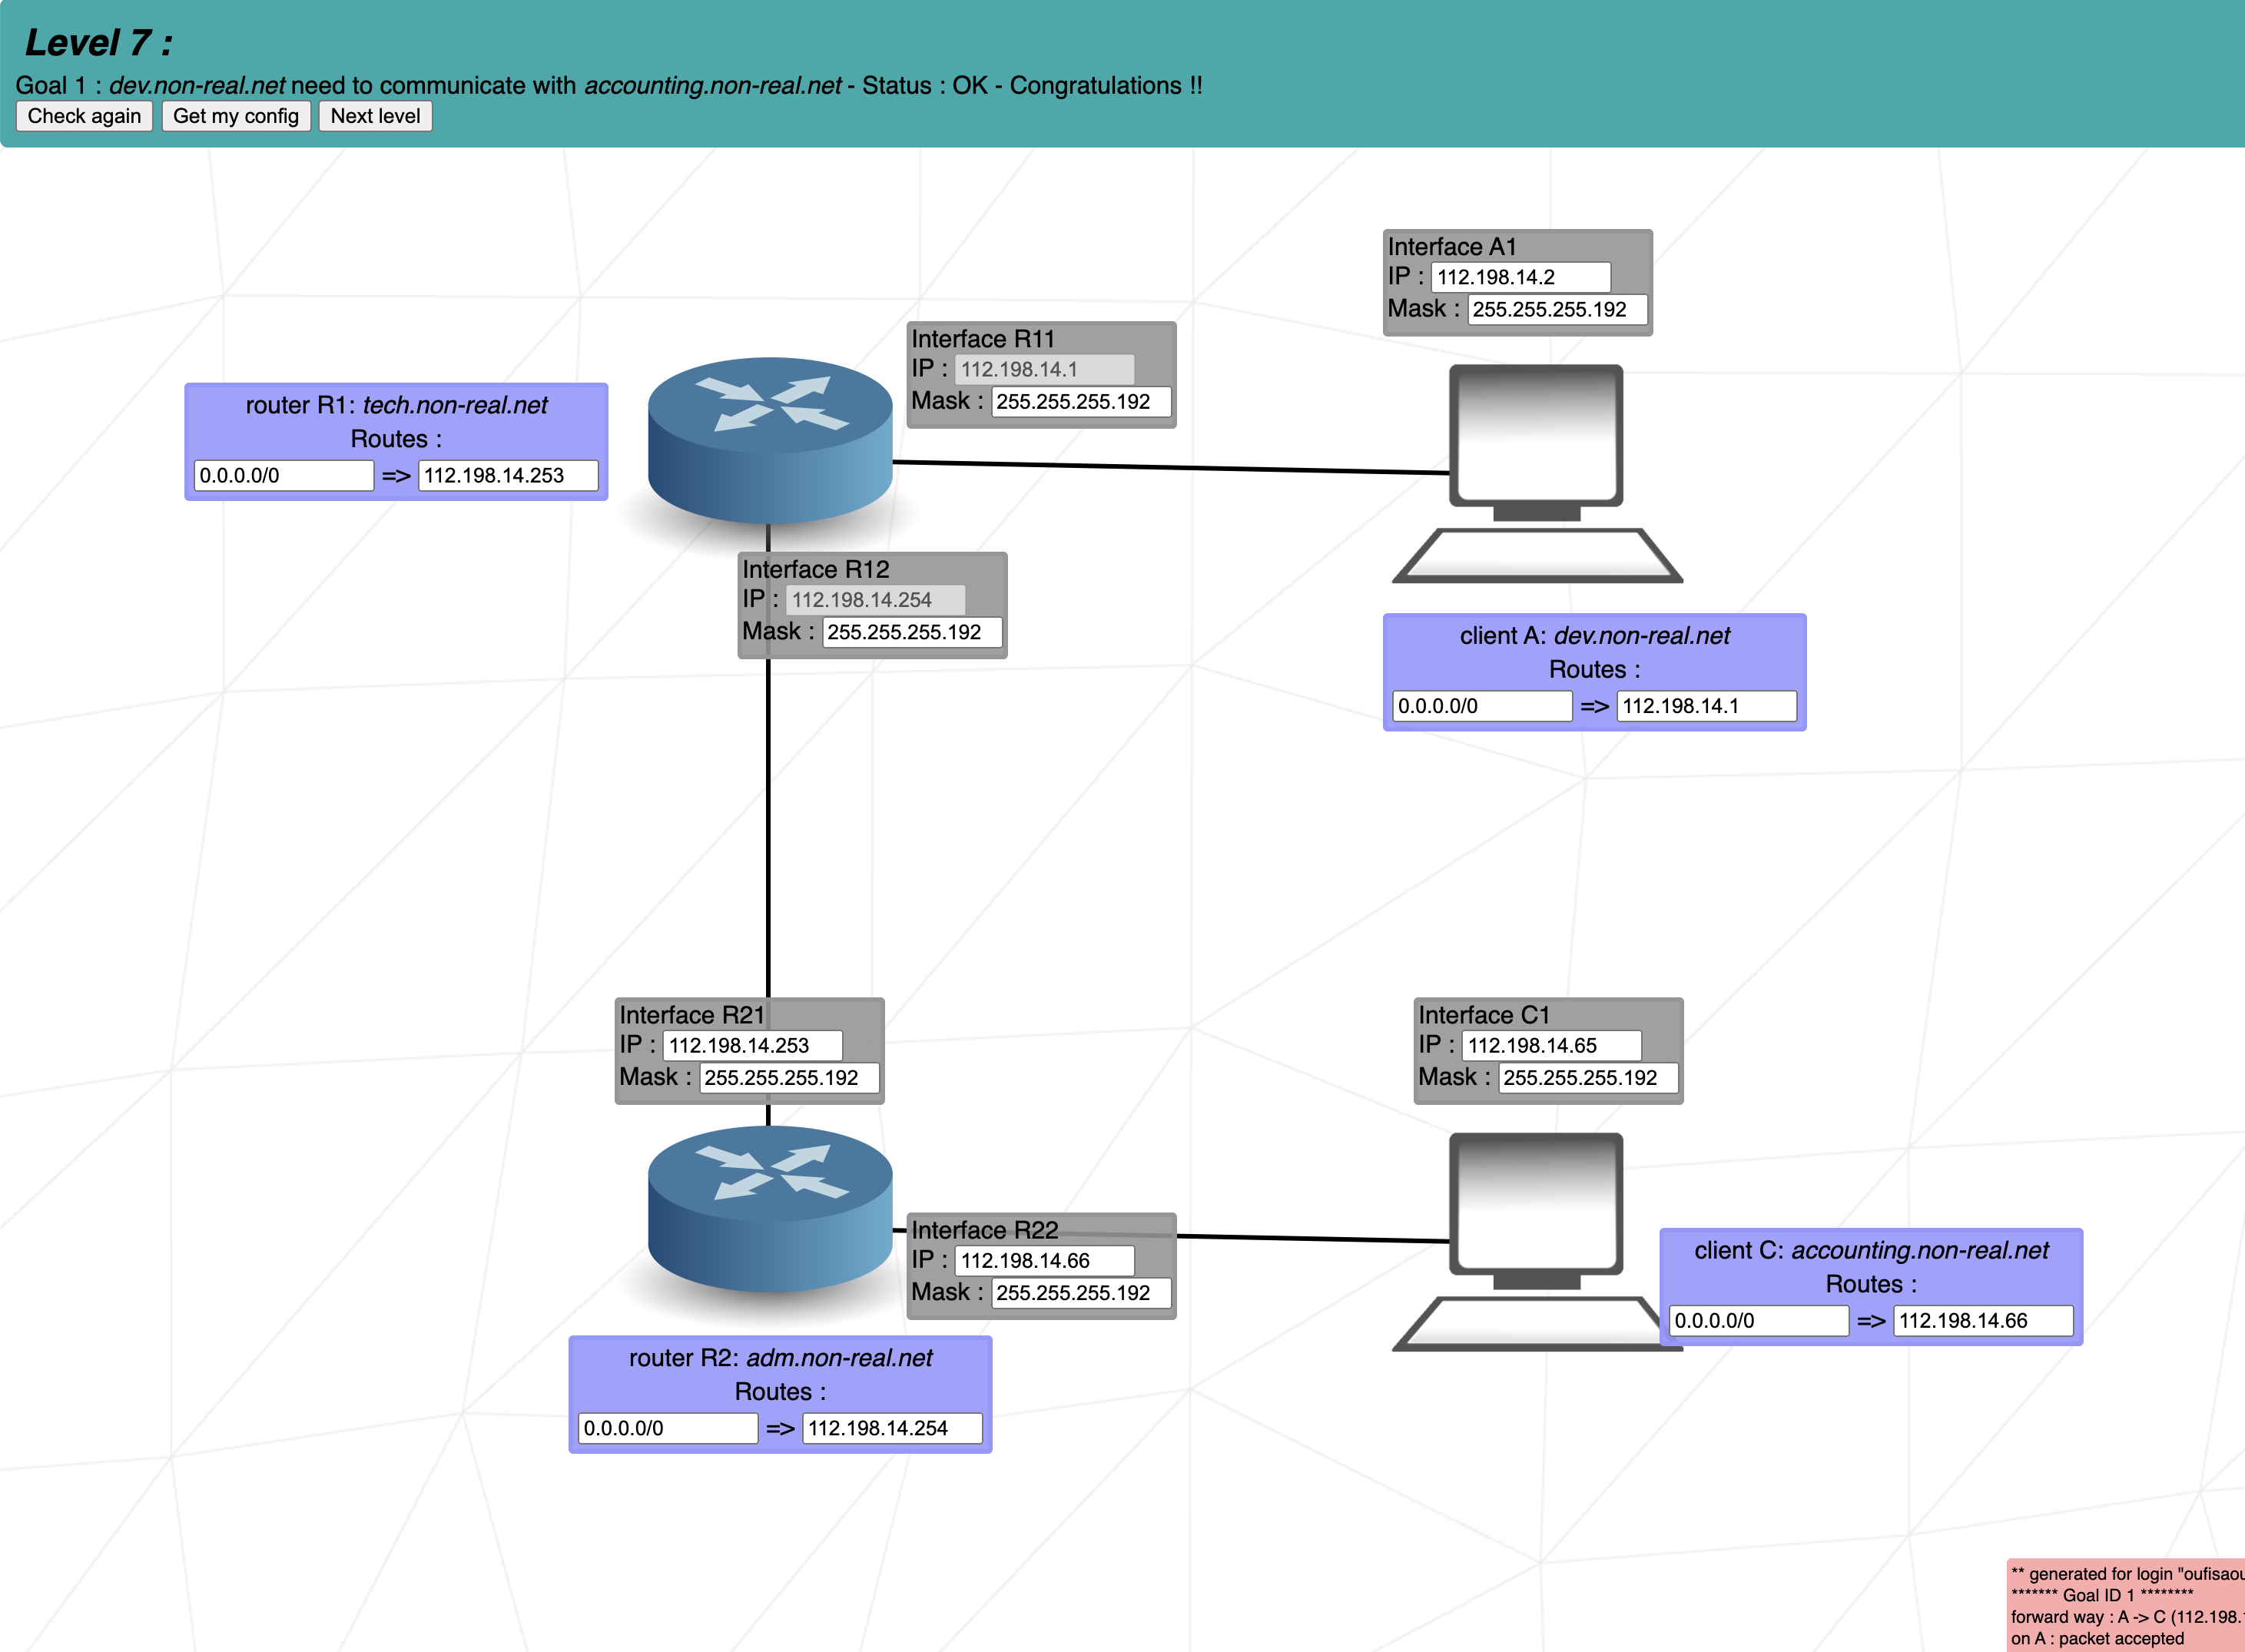 Level 7 :
Goal 1 : dev.non-real.net need to communicate with accounting.non-real.net - Status : OK - Congratulations !!
Check again Get my config Next level
Interface A1
IP : 112.198.14.2
Mask : 255.255.255.192
Interface R11
IP : 112.198.14.1
Mask : 255.255.255.192
router R1: tech.non-real.net
Routes :
0.0.0.0/0 => 112.198.14.253
Interface R12
IP : 112.198.14.254
Mask : 255.255.255.192
client A: dev.non-real.net
Routes :
0.0.0.0/0 => 112.198.14.1
Interface R21
IP : 112.198.14.253
Mask : 255.255.255.192
Interface C1
IP : 112.198.14.65
Mask : 255.255.255.192
Interface R22
IP : 112.198.14.66
Mask : 255.255.255.192
client C: accounting.non-real.net
Routes :
0.0.0.0/0 => 112.198.14.66
router R2: adm.non-real.net
Routes :
0.0.0.0/0 => 112.198.14.254
** generated for login "oufisaou
******* Goal ID 1 ********
forward way : A -> C (112.198.
on A : packet accepted